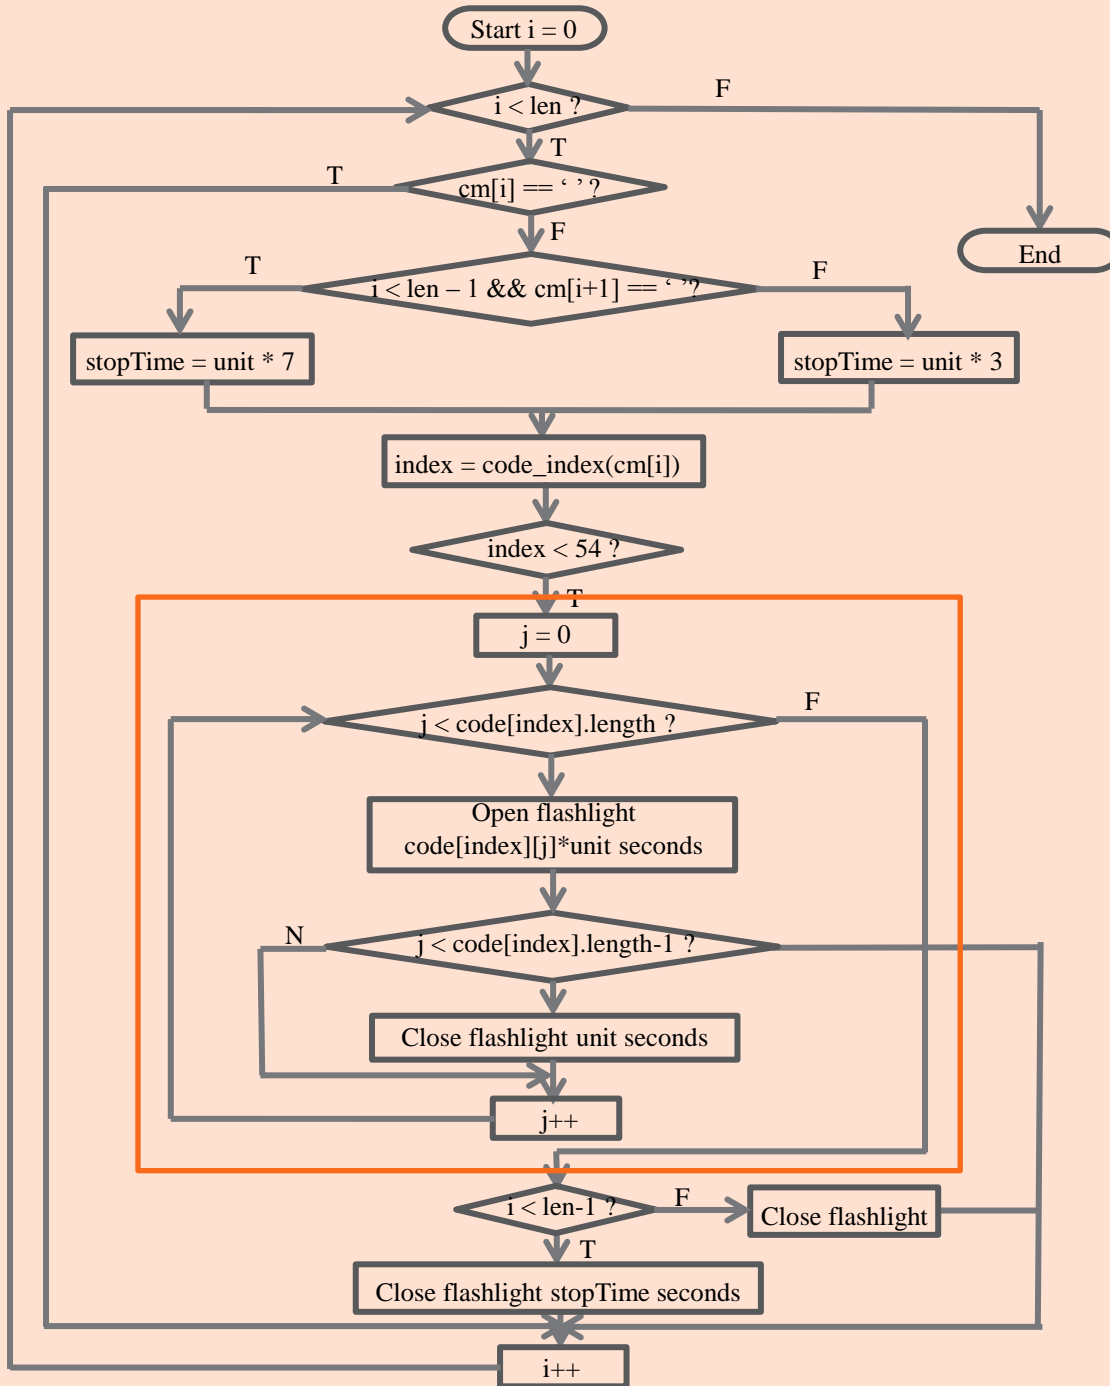 Start i = 0
i < len ?
F
T
T
cm[i] == ‘ ’ ?
F
End
T
F
i < len – 1 && cm[i+1] == ‘ ’?
stopTime = unit * 7
stopTime = unit * 3
index = code_index(cm[i])
index < 54 ?
T
j = 0
F
j < code[index].length ?
Open flashlight
code[index][j]*unit seconds
N
j < code[index].length-1 ?
Close flashlight unit seconds
j++
i < len-1 ?
F
Close flashlight
T
Close flashlight stopTime seconds
i++